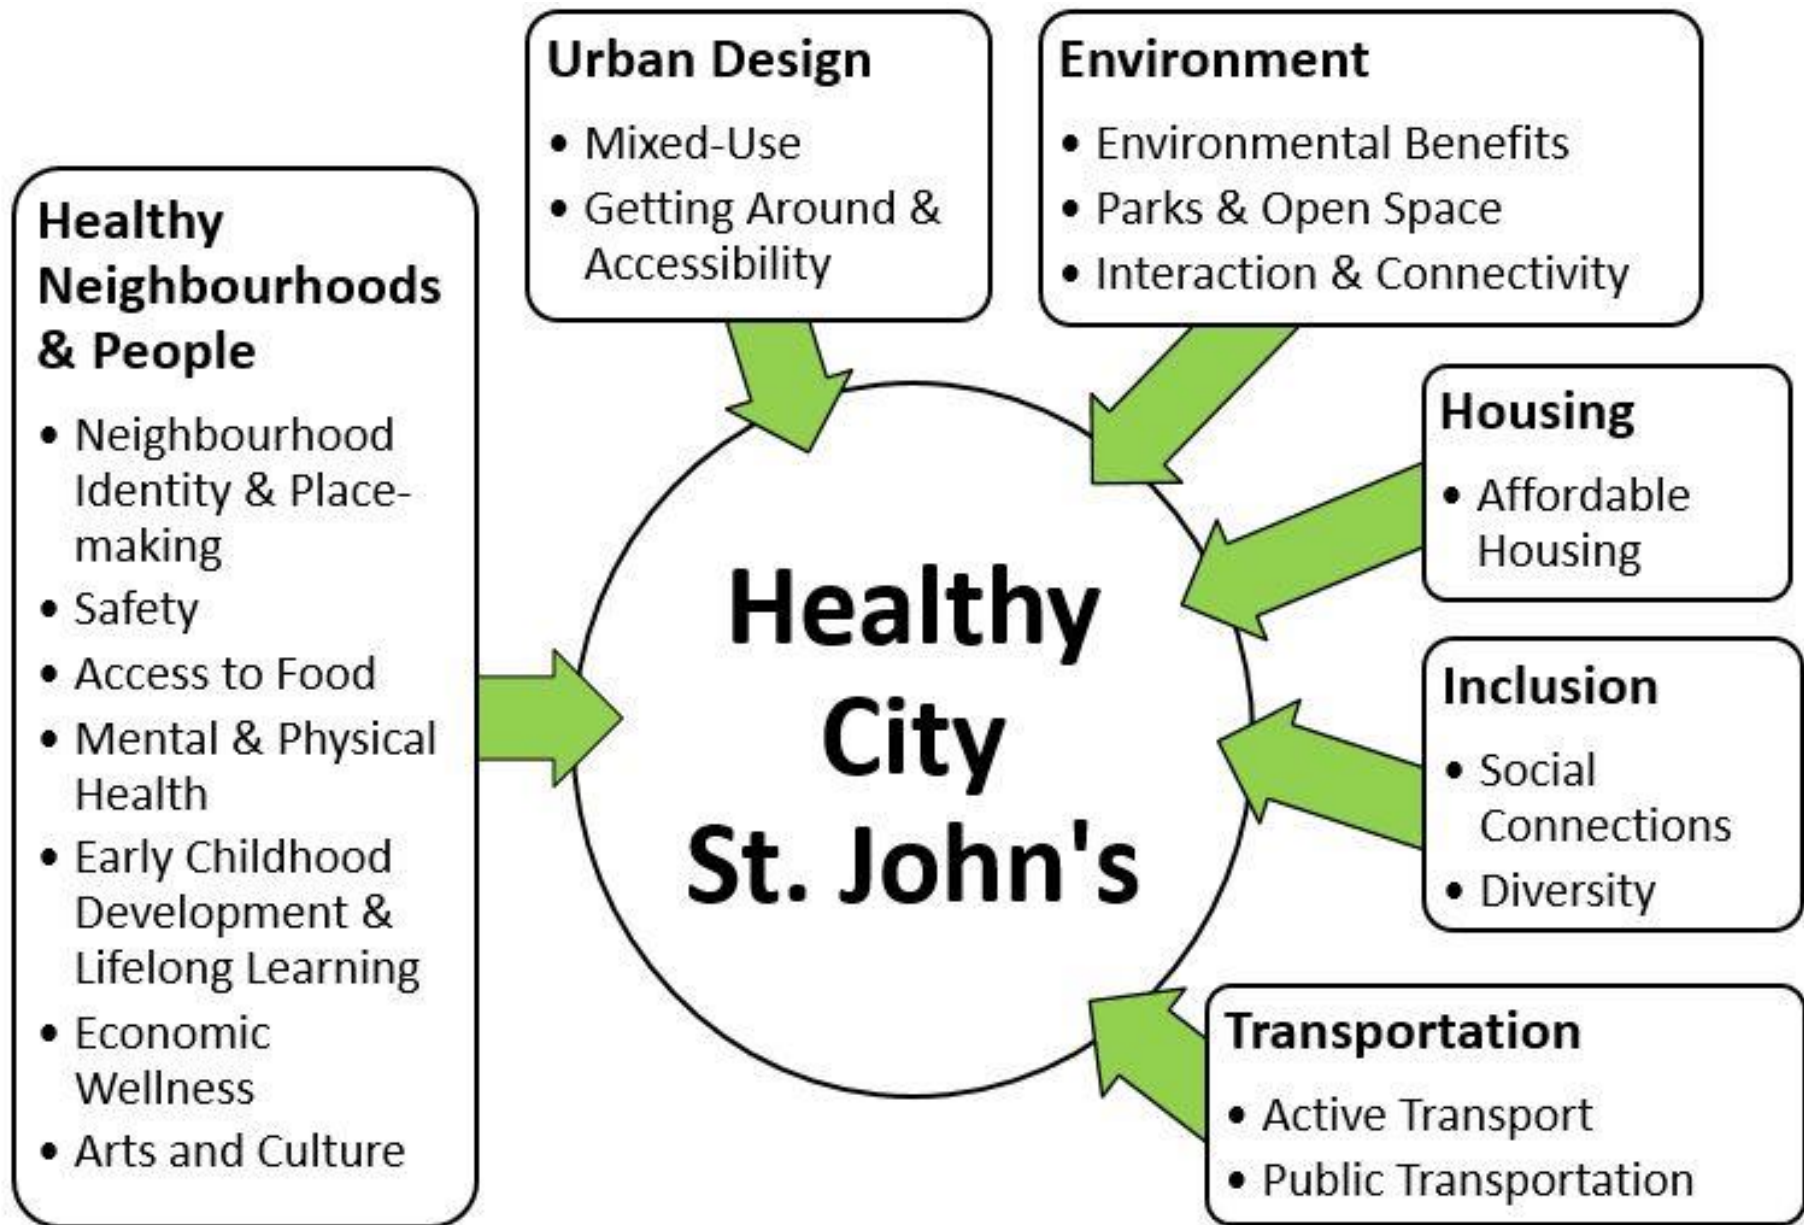 Urban Design
• Mixed-Use
• Getting Around &
Accessibility
Environment
• Environmental Benefits
• Parks & Open Space
• Interaction & Connectivity
Healthy
Neighbourhoods
& People
• Neighbourhood
Identity & Place-
making
• Safety
• Access to Food
• Mental & Physical
Health
• Early Childhood
Development &
Lifelong Learning
• Economic
Wellness
• Arts and Culture
Healthy
City
St. John's
Housing
• Affordable
Housing
Inclusion
• Social
Connections
• Diversity
Transportation
• Active Transport
• Public Transportation